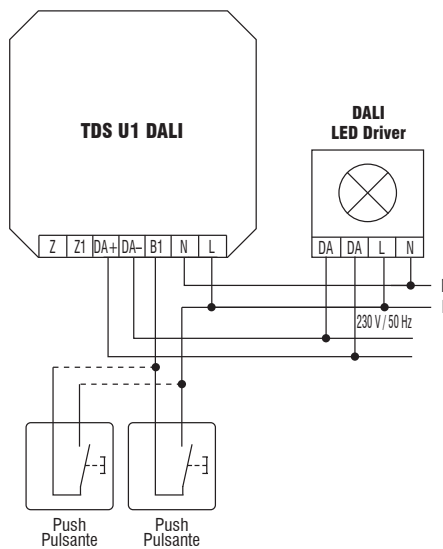 TDS U1 DALI
DALI
LED Driver
Z Z1 DA+ DA– B1 N L
DA DA L N
230 V / 50 Hz
Push
Pulsante
Push
Pulsante